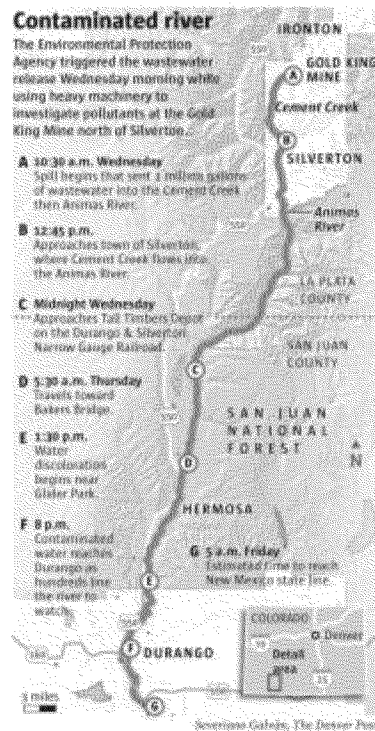 Contaminated river
The Environmental Protection
Agency triggered the wastewater
release Wednesday morning while
using heavy machinery to
investigate pollutants at the Gold
King Mine north of Silverton.
A 10:30 a.m. Wednesday
Spill begins that sent 1 million gallons
of wastewater into the Cement Creek
then Animas River.
B 12:45 p.m.
Approaches town of Silverton,
where Cement Creek flows into
the Animas River.
C Midnight Wednesday
Approaches Tall Timbers Depot
on the Durango & Silverton
Narrow Gauge Railroad.
D 5:30 a.m. Thursday
Travels toward
Bakers Bridge.
E 1:30 p.m.
Water
discoloration
begins near
Glider Park.
F 8 p.m.
Contaminated
water reaches
Durango as
hundreds line
the river to
watch.
G 5 a.m. Friday
Estimated time to reach
New Mexico state line.
IRONTON
GOLD KING
MINE
A
Cement Creek
B
SILVERTON
Animas
River
550
LA PLATA
COUNTY
SAN JUAN
COUNTY
C
SAN JUAN
NATIONAL
FOREST
D
N
HERMOSA
E
F
DURANGO
G
3 miles
COLORADO
Denver
Detail
area
25
Severiano Galván, The Denver Post